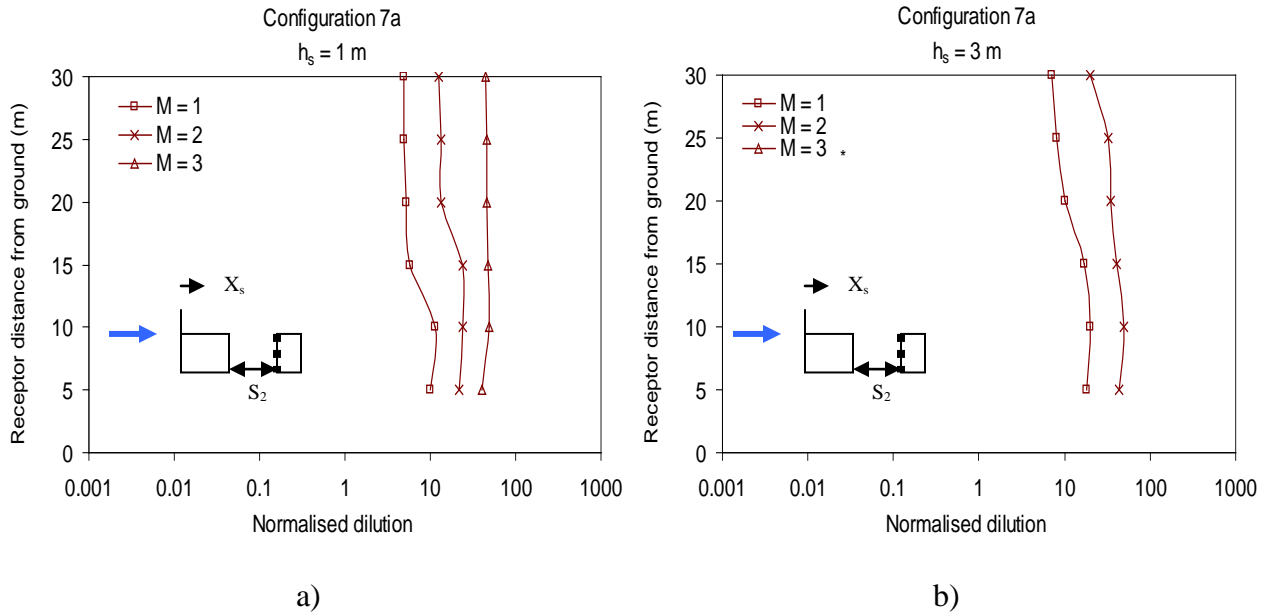 Configuration 7a
hs = 1 m
Receptor distance from ground (m)
30
25
20
15
10
5
0
M = 1
M = 2
M = 3
Xs
S2
0.001 0.01 0.1 1 10 100 1000
Normalised dilution
a)
Configuration 7a
hs = 3 m
Receptor distance from ground (m)
30
25
20
15
10
5
0
M = 1
M = 2
M = 3 *
Xs
S2
0.001 0.01 0.1 1 10 100 1000
Normalised dilution
b)